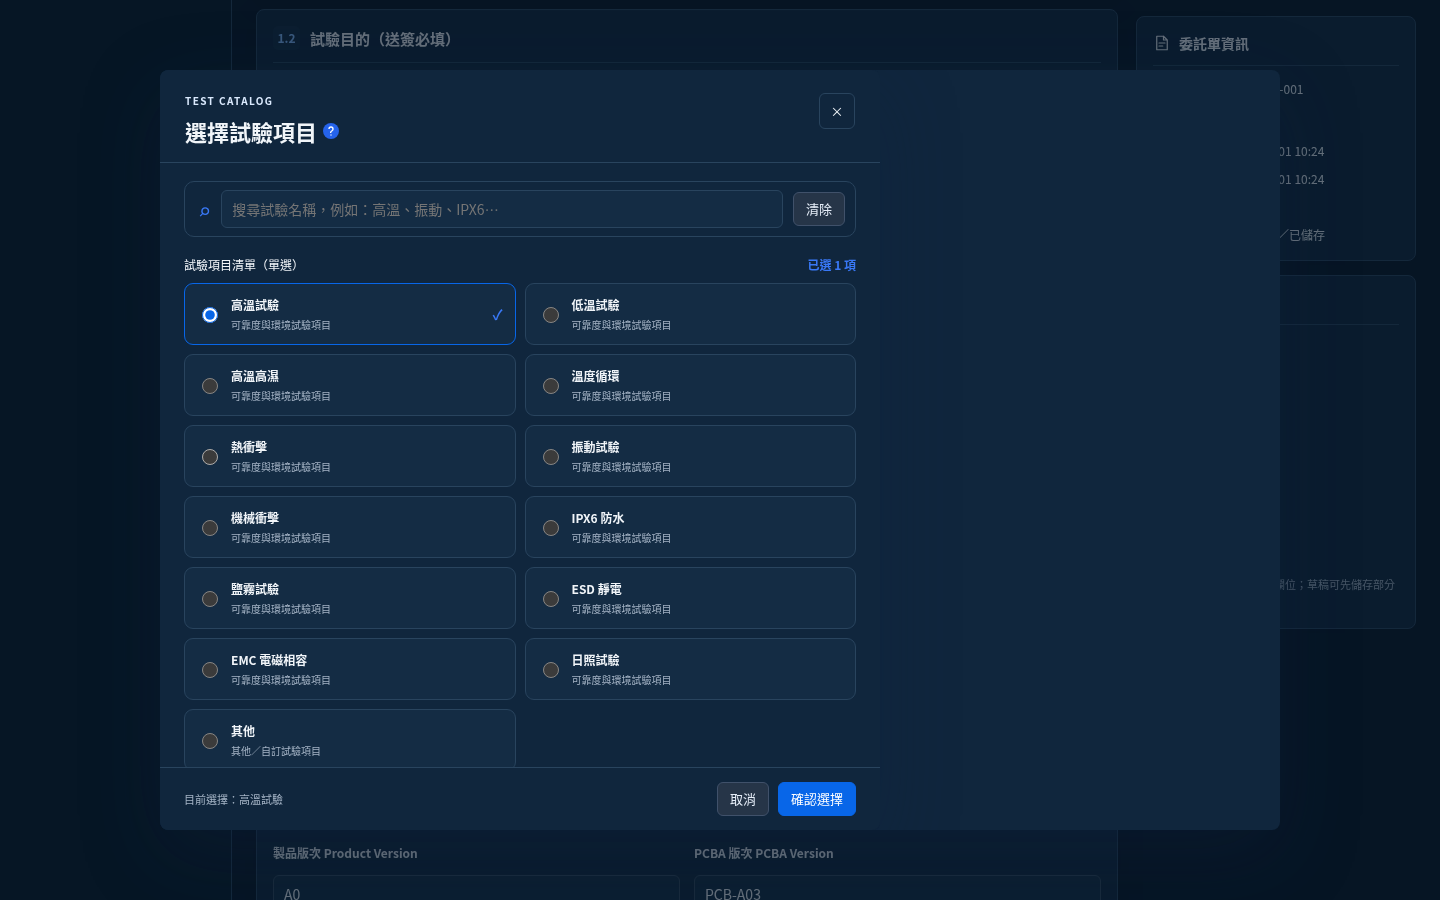 1.2 試驗目的（送簽必填）
委託單資訊
-001
01 10:24
01 10:24
／已儲存
欄位；草稿可先儲存部分
TEST CATALOG
選擇試驗項目 ?
×
搜尋試驗名稱，例如：高溫、振動、IPX6…
清除
試驗項目清單（單選）
已選 1 項
高溫試驗
可靠度與環境試驗項目
✓
低溫試驗
可靠度與環境試驗項目
高溫高濕
可靠度與環境試驗項目
溫度循環
可靠度與環境試驗項目
熱衝擊
可靠度與環境試驗項目
振動試驗
可靠度與環境試驗項目
機械衝擊
可靠度與環境試驗項目
IPX6 防水
可靠度與環境試驗項目
鹽霧試驗
可靠度與環境試驗項目
ESD 靜電
可靠度與環境試驗項目
EMC 電磁相容
可靠度與環境試驗項目
日照試驗
可靠度與環境試驗項目
其他
其他／自訂試驗項目
目前選擇：高溫試驗
取消
確認選擇
製品版次 Product Version
PCBA 版次 PCBA Version
A0
PCB-A03